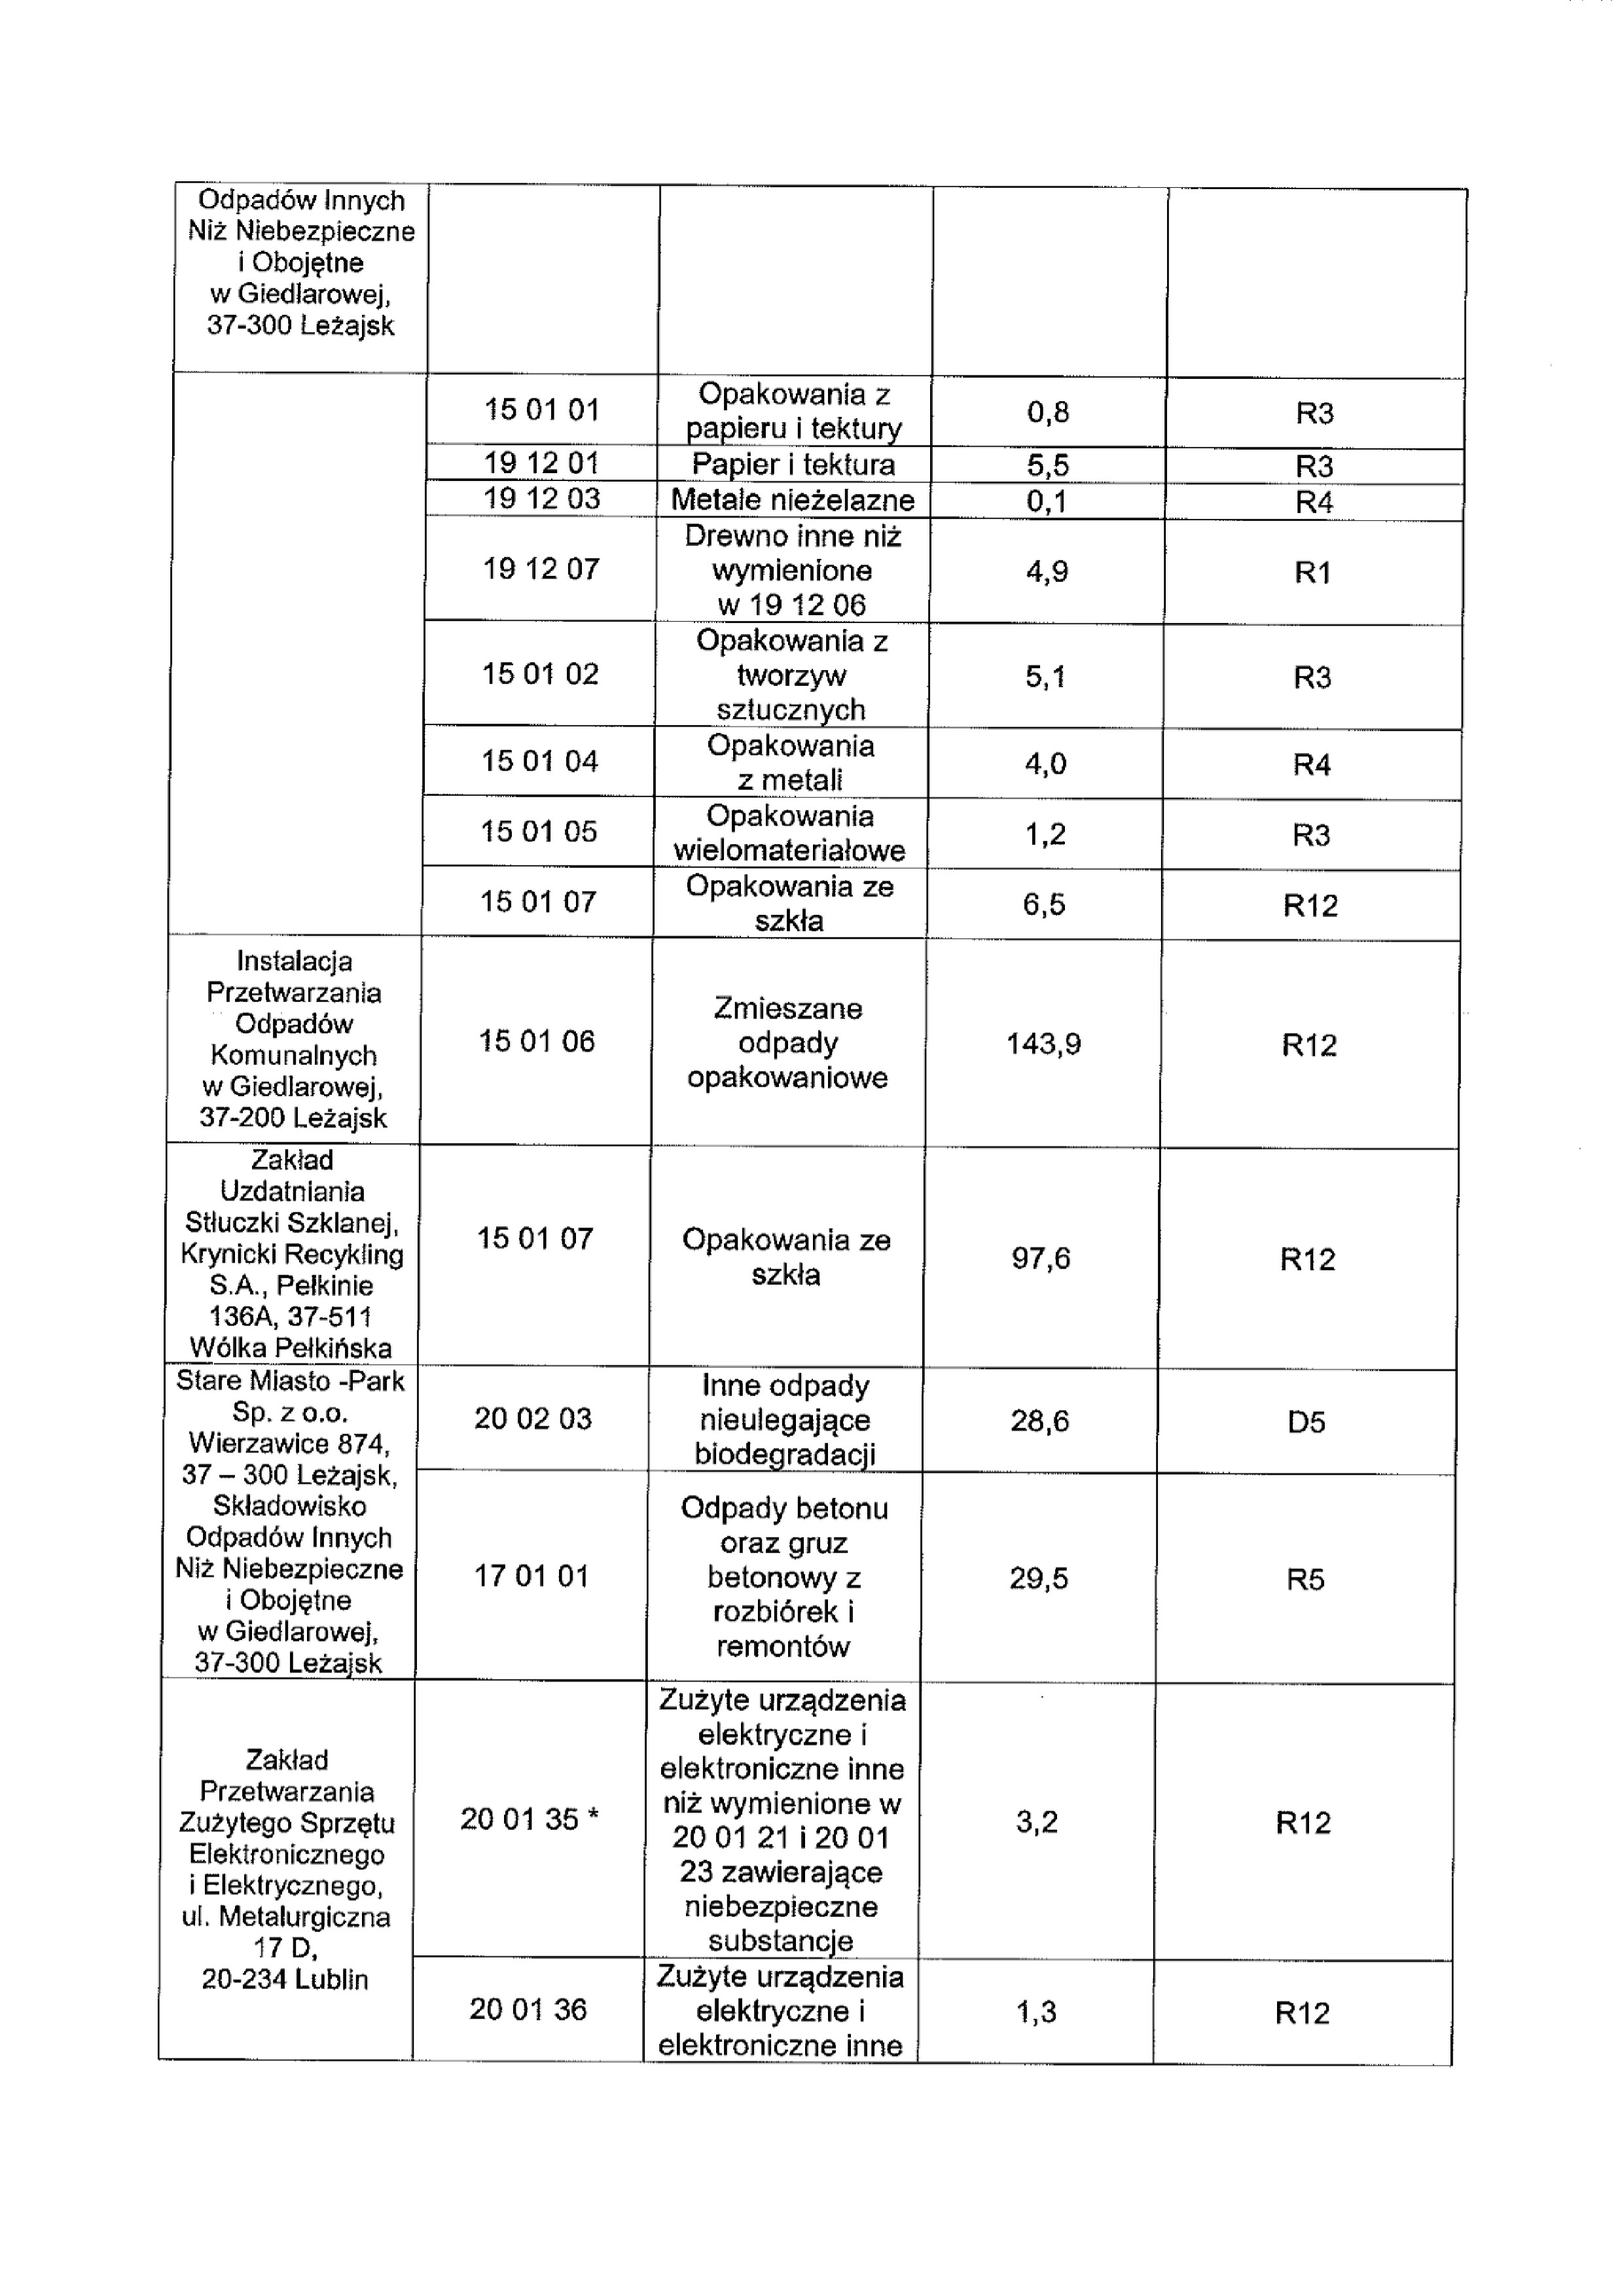 Odpadów Innych
Niż Niebezpieczne
i Obojętne
w Giedlarowej,
37-300 Leżajsk
15 01 01
Opakowania z
papieru i tektury
0,8
R3
19 12 01
Papier i tektura
5,5
R3
19 12 03
Metale nieżelazne
0,1
R4
19 12 07
Drewno inne niż
wymienione
w 19 12 06
4,9
R1
15 01 02
Opakowania z
tworzyw
sztucznych
5,1
R3
15 01 04
Opakowania
z metali
4,0
R4
15 01 05
Opakowania
wielomateriałowe
1,2
R3
15 01 07
Opakowania ze
szkła
6,5
R12
Instalacja
Przetwarzania
Odpadów
Komunalnych
w Giedlarowej,
37-200 Leżajsk
15 01 06
Zmieszane
odpady
opakowaniowe
143,9
R12
Zakład
Uzdatniania
Stłuczki Szklanej,
Krynicki Recykling
S.A., Pełkinie
136A, 37-511
Wólka Pełkińska
15 01 07
Opakowania ze
szkła
97,6
R12
Stare Miasto -Park
Sp. z o.o.
Wierzawice 874,
37 – 300 Leżajsk,
Składowisko
Odpadów Innych
Niż Niebezpieczne
i Obojętne
w Giedlarowej,
37-300 Leżajsk
20 02 03
Inne odpady
nieulegające
biodegradacji
28,6
D5
17 01 01
Odpady betonu
oraz gruz
betonowy z
rozbiórek i
remontów
29,5
R5
Zakład
Przetwarzania
Zużytego Sprzętu
Elektronicznego
i Elektrycznego,
ul. Metalurgiczna
17 D,
20-234 Lublin
20 01 35 *
Zużyte urządzenia
elektryczne i
elektroniczne inne
niż wymienione w
20 01 21 i 20 01
23 zawierające
niebezpieczne
substancje
3,2
R12
20 01 36
Zużyte urządzenia
elektryczne i
elektroniczne inne
1,3
R12